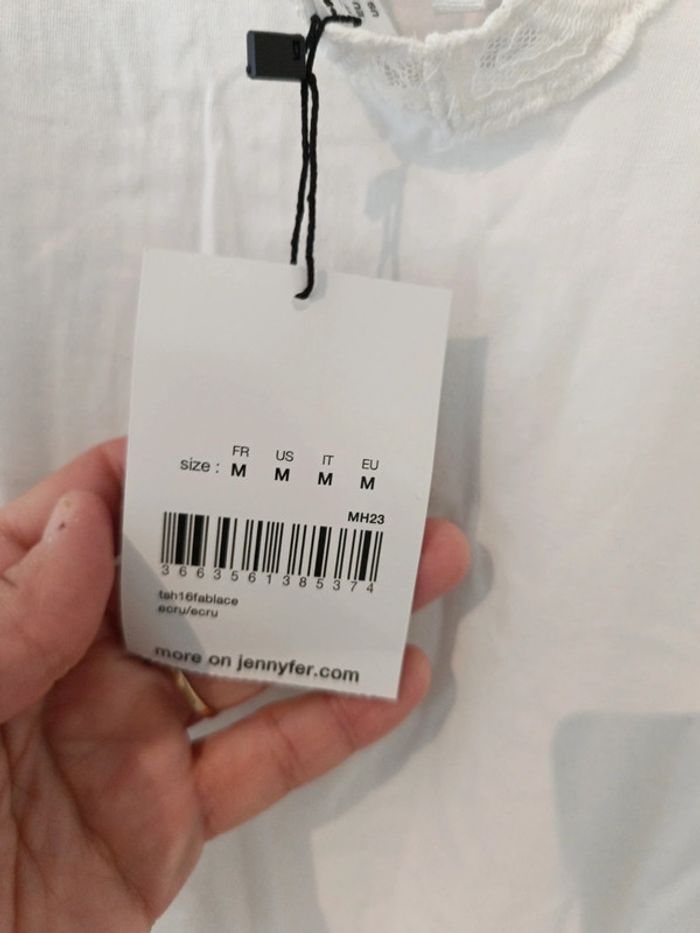 FR US IT EU
size : M M M M
MH23
3663561385374
tsh16fablace
ecru/ecru
more on jennyfer.com